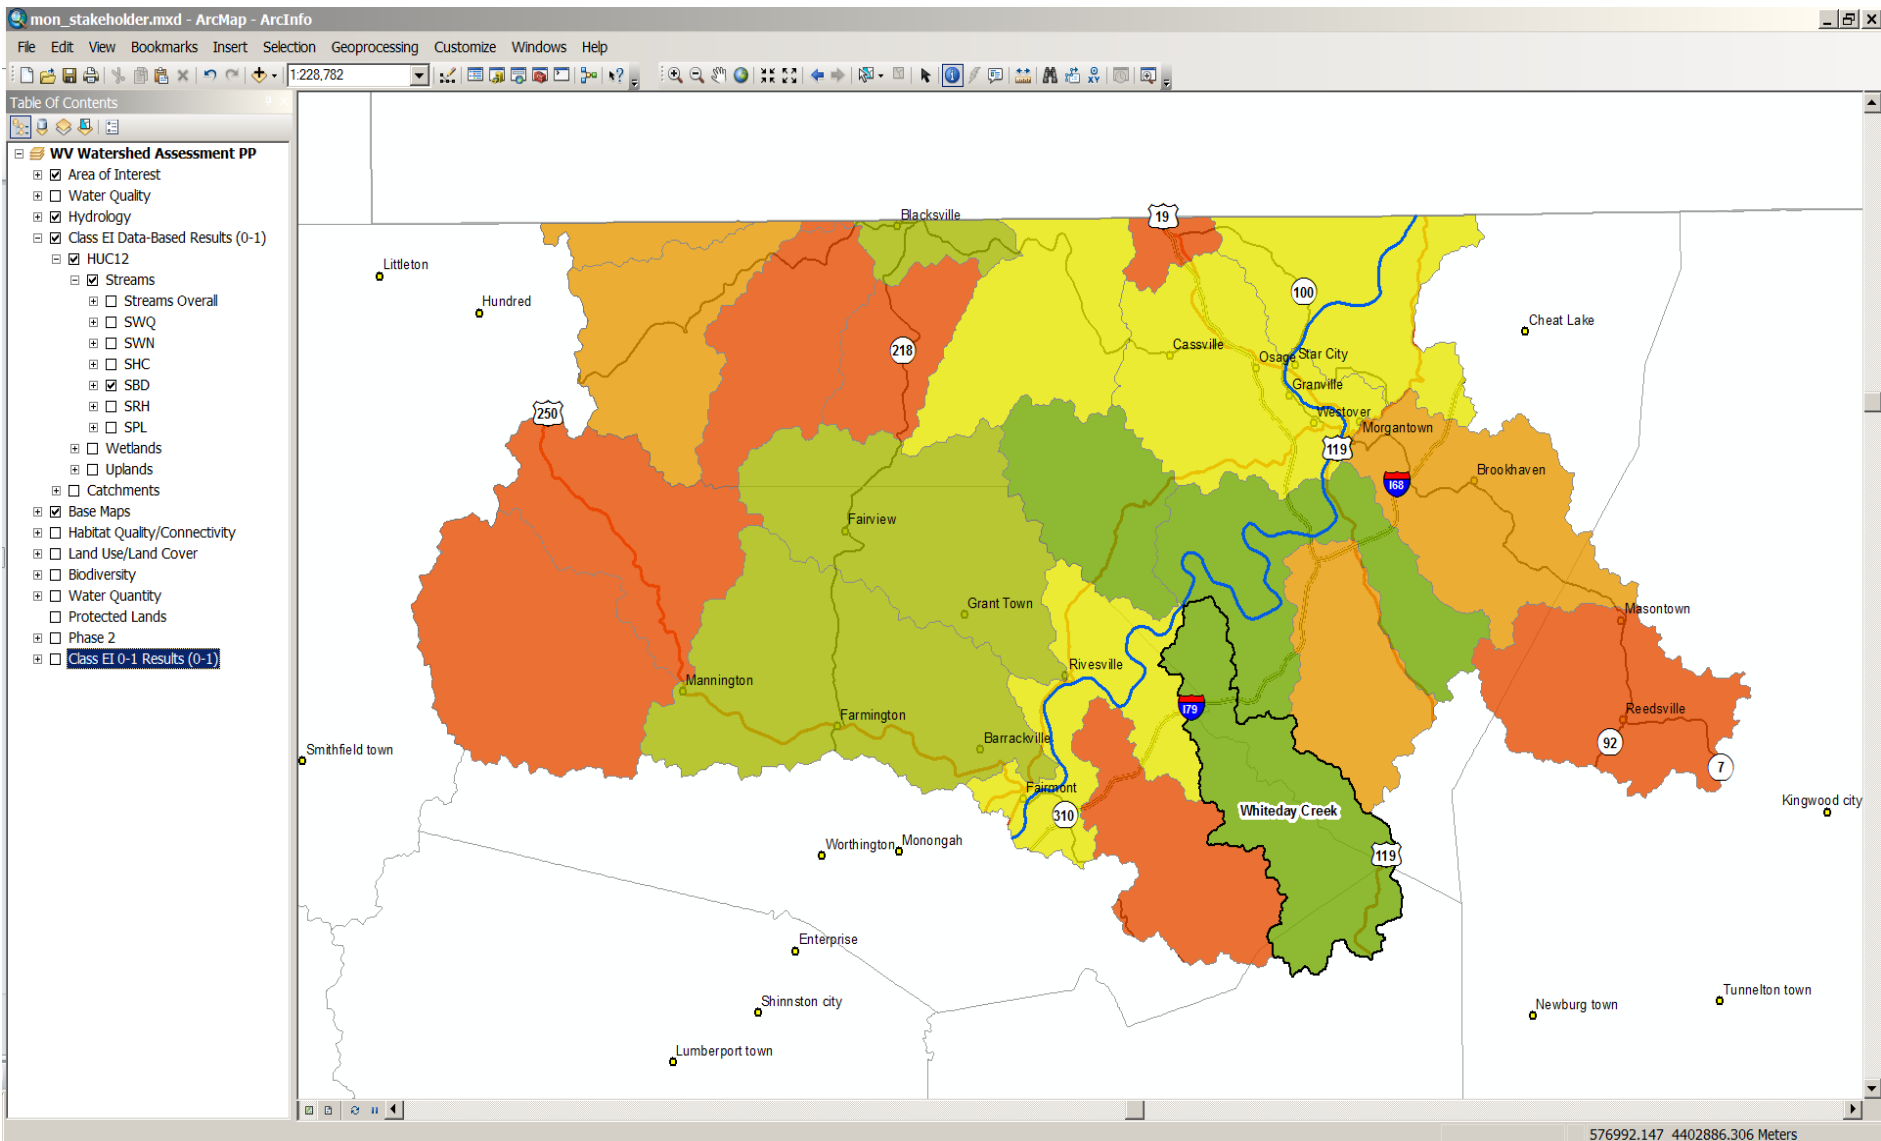 mon_stakeholder.mxd - ArcMap - ArcInfo
File Edit View Bookmarks Insert Selection Geoprocessing Customize Windows Help
1:228,782
Table Of Contents
WV Watershed Assessment PP
Area of Interest
Water Quality
Hydrology
Class EI Data-Based Results (0-1)
HUC12
Streams
Streams Overall
SWQ
SWN
SHC
SBD
SRH
SPL
Wetlands
Uplands
Catchments
Base Maps
Habitat Quality/Connectivity
Land Use/Land Cover
Biodiversity
Water Quantity
Protected Lands
Phase 2
Class EI 0-1 Results (0-1)
Blacksville
19
Littleton
Hundred
100
Cheat Lake
218
Cassville
Osage
Star City
Granville
250
Westover
Morgantown
119
Brookhaven
I68
Fairview
Grant Town
Masontown
Rivesville
Mannington
I79
Farmington
Reedsville
Barrackville
92
Smithfield town
7
Fairmont
310
Whiteday Creek
Kingwood city
Worthington
Monongah
119
Enterprise
Shinnston city
Tunnelton town
Newburg town
Lumberport town
576992.147 4402886.306 Meters